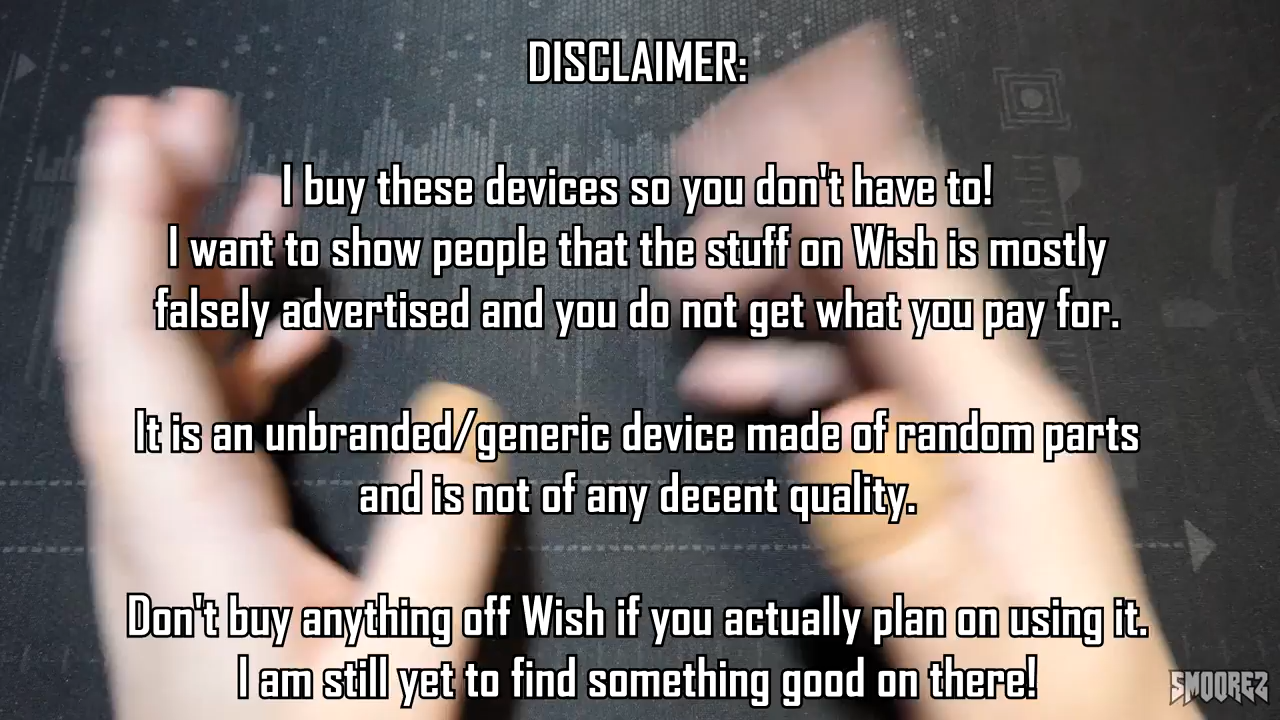 DISCLAIMER:
I buy these devices so you don't have to!
I want to show people that the stuff on Wish is mostly
falsely advertised and you do not get what you pay for.
It is an unbranded/generic device made of random parts
and is not of any decent quality.
Don't buy anything off Wish if you actually plan on using it.
I am still yet to find something good on there!
SMOOREZ